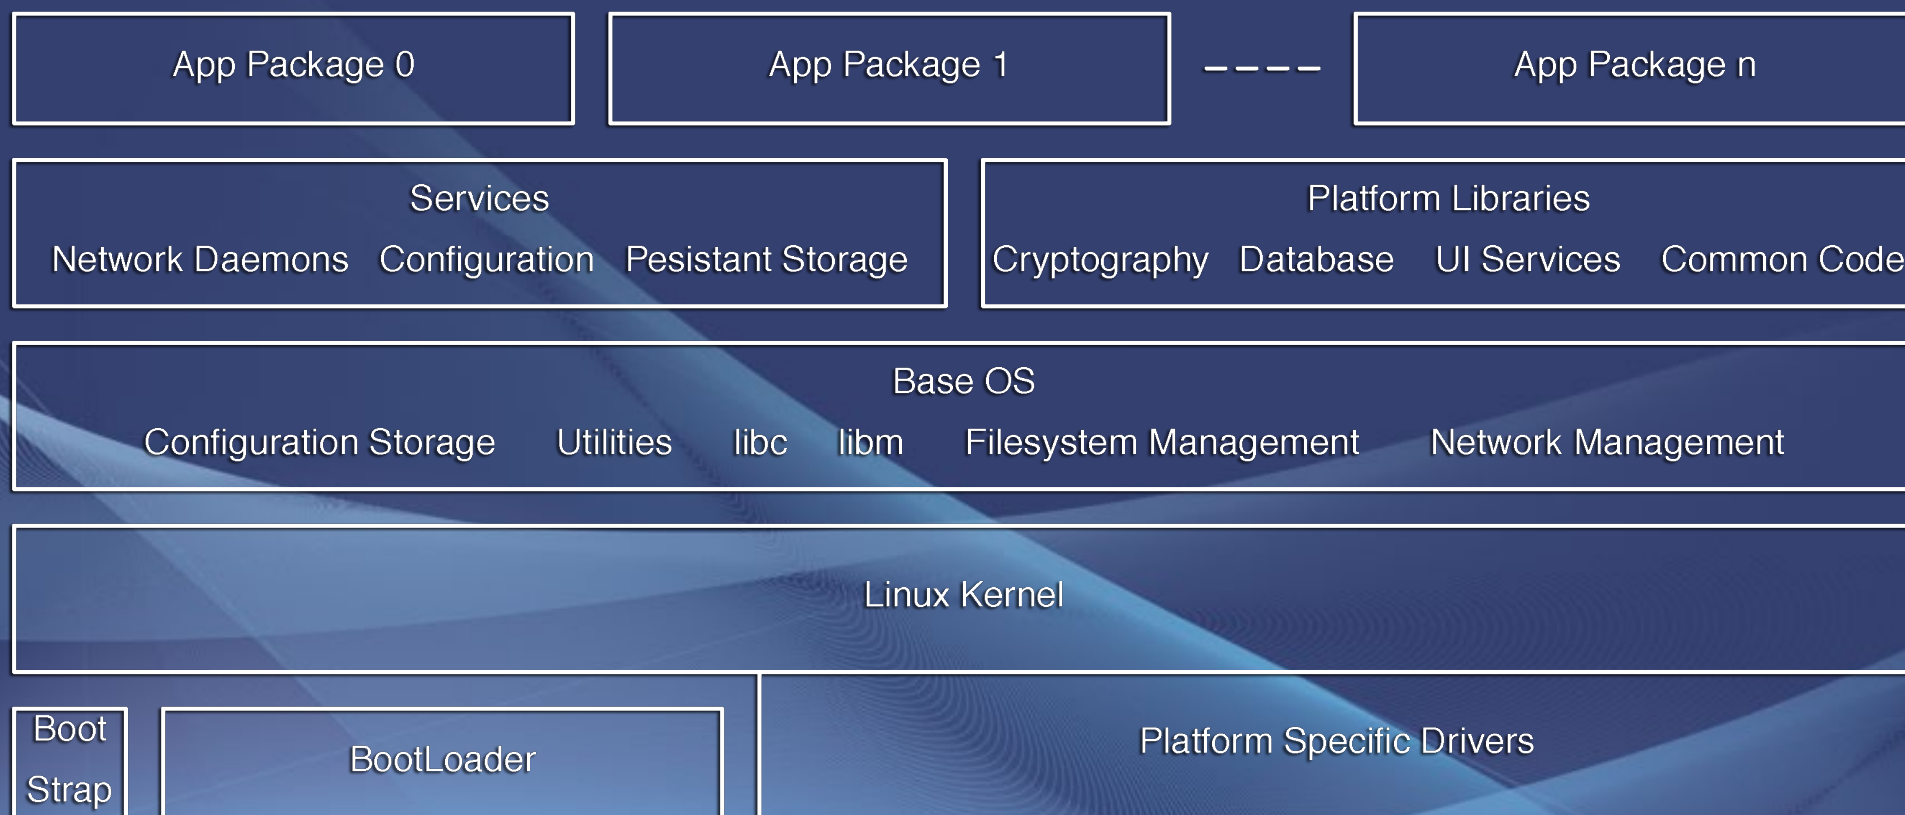 App Package 0
App Package 1
App Package n
Services
Network Daemons Configuration Pesistant Storage
Platform Libraries
Cryptography Database UI Services Common Code
Base OS
Configuration Storage Utilities libc libm Filesystem Management Network Management
Linux Kernel
Boot
Strap
BootLoader
Platform Specific Drivers